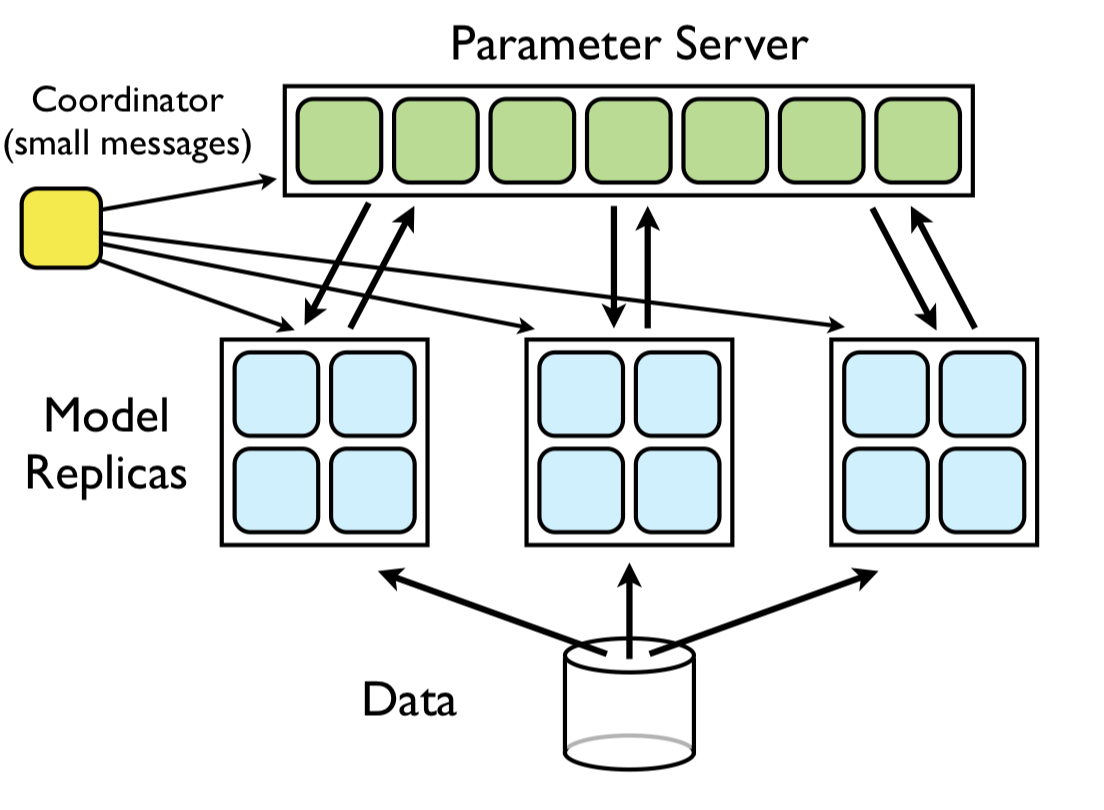 Parameter Server
Coordinator
(small messages)
Model
Replicas
Data